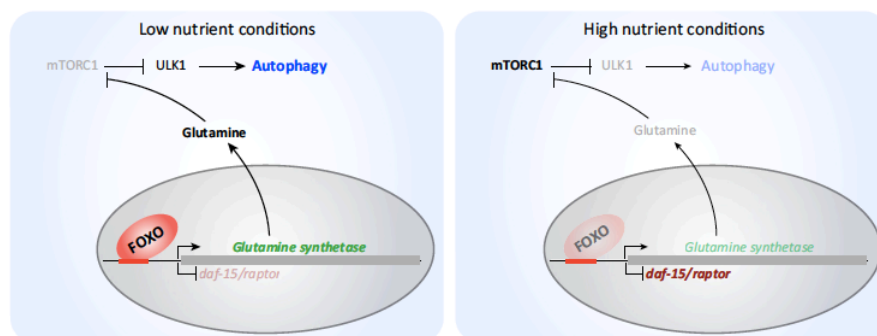 Low nutrient conditions
mTORC1 ULK1 Autophagy
Glutamine
FOXO
Glutamine synthetase
daf-15/raptor
High nutrient conditions
mTORC1 ULK1 Autophagy
Glutamine
FOXO
Glutamine synthetase
daf-15/raptor